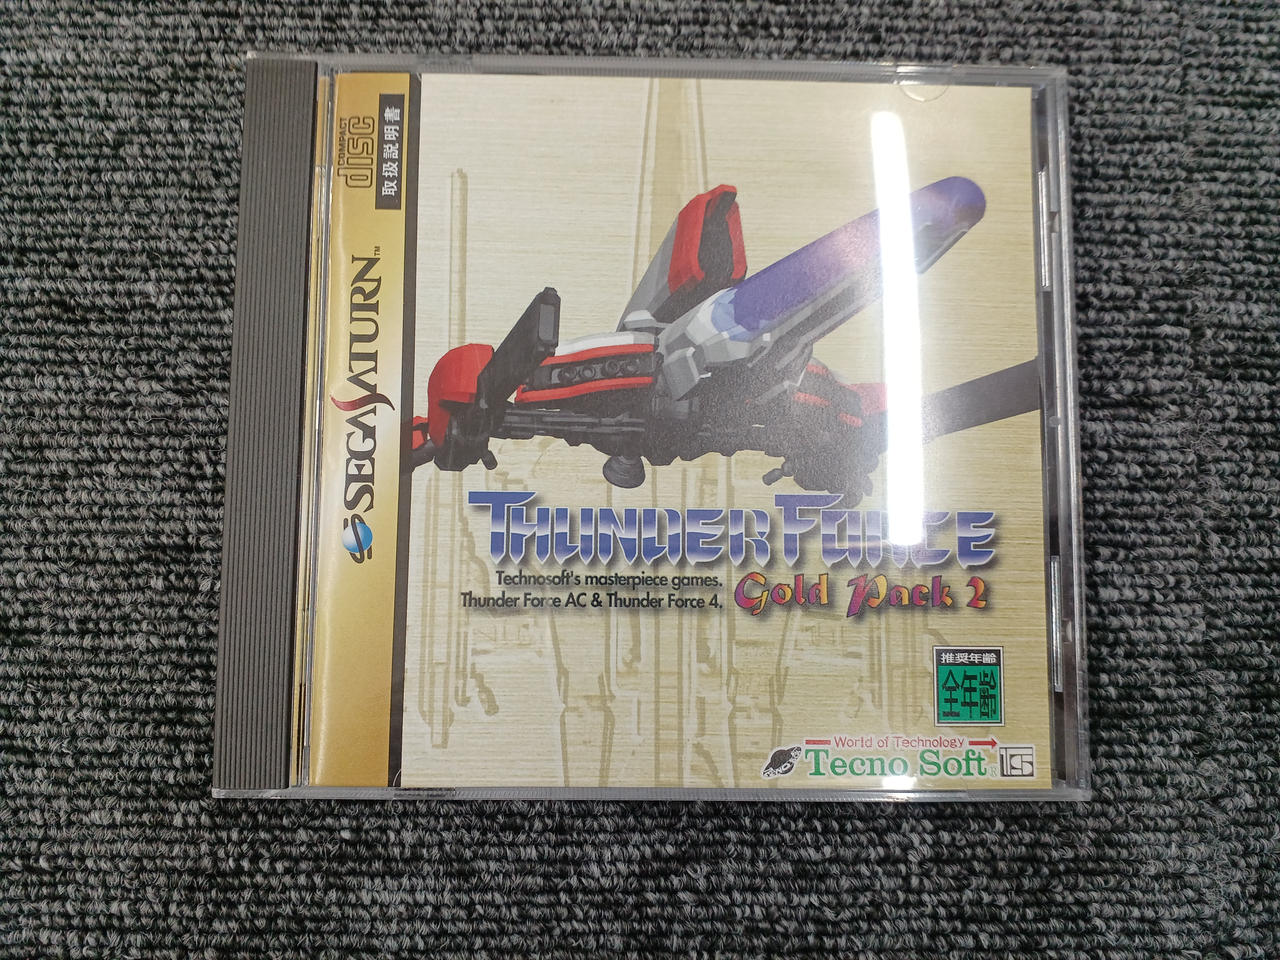 COMPACT
disc
取扱説明書
SEGA SATURN™
THUNDER FORCE
Technosoft's masterpiece games.
Thunder Force AC & Thunder Force 4.
Gold Pack 2
推奨年齢
全年齢
World of Technology
Tecno Soft®